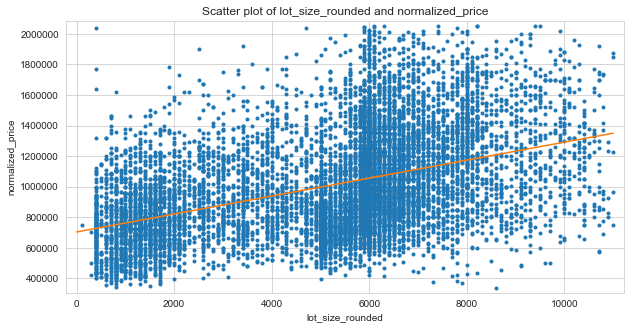 Scatter plot of lot_size_rounded and normalized_price
2000000
1800000
1600000
1400000
1200000
1000000
800000
600000
400000
normalized_price
0 2000 4000 6000 8000 10000
lot_size_rounded